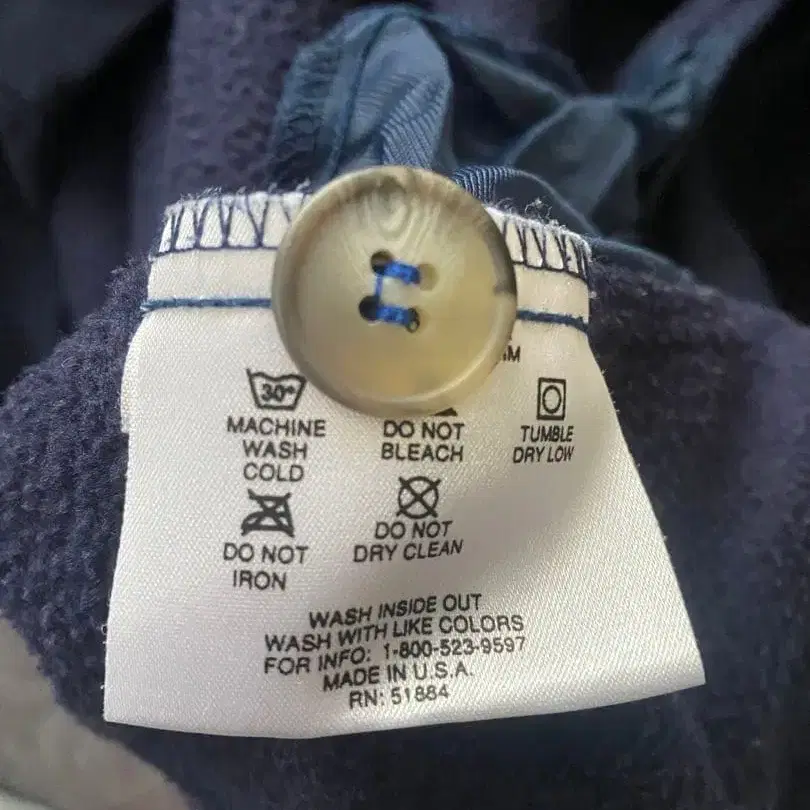 30°
MACHINE
WASH
COLD
DO NOT
BLEACH
TUMBLE
DRY LOW
DO NOT
IRON
DO NOT
DRY CLEAN
WASH INSIDE OUT
WASH WITH LIKE COLORS
FOR INFO: 1-800-523-9597
MADE IN U.S.A.
RN: 51884